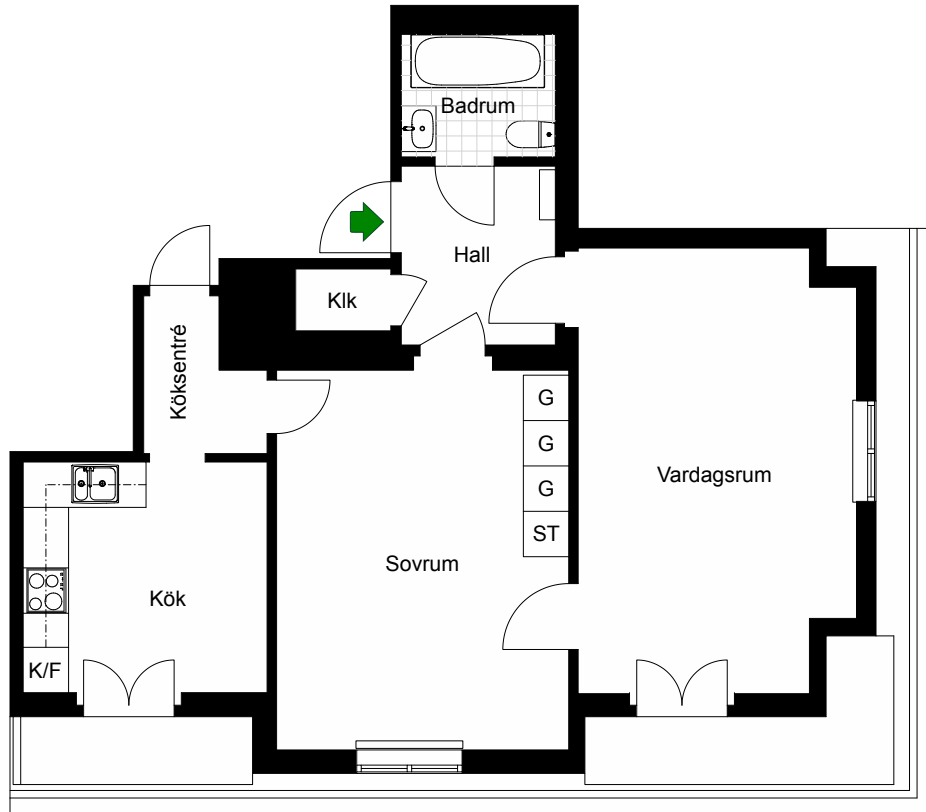 Badrum
Hall
Klk
Köksentré
G
G
G
ST
Vardagsrum
Sovrum
Kök
K/F